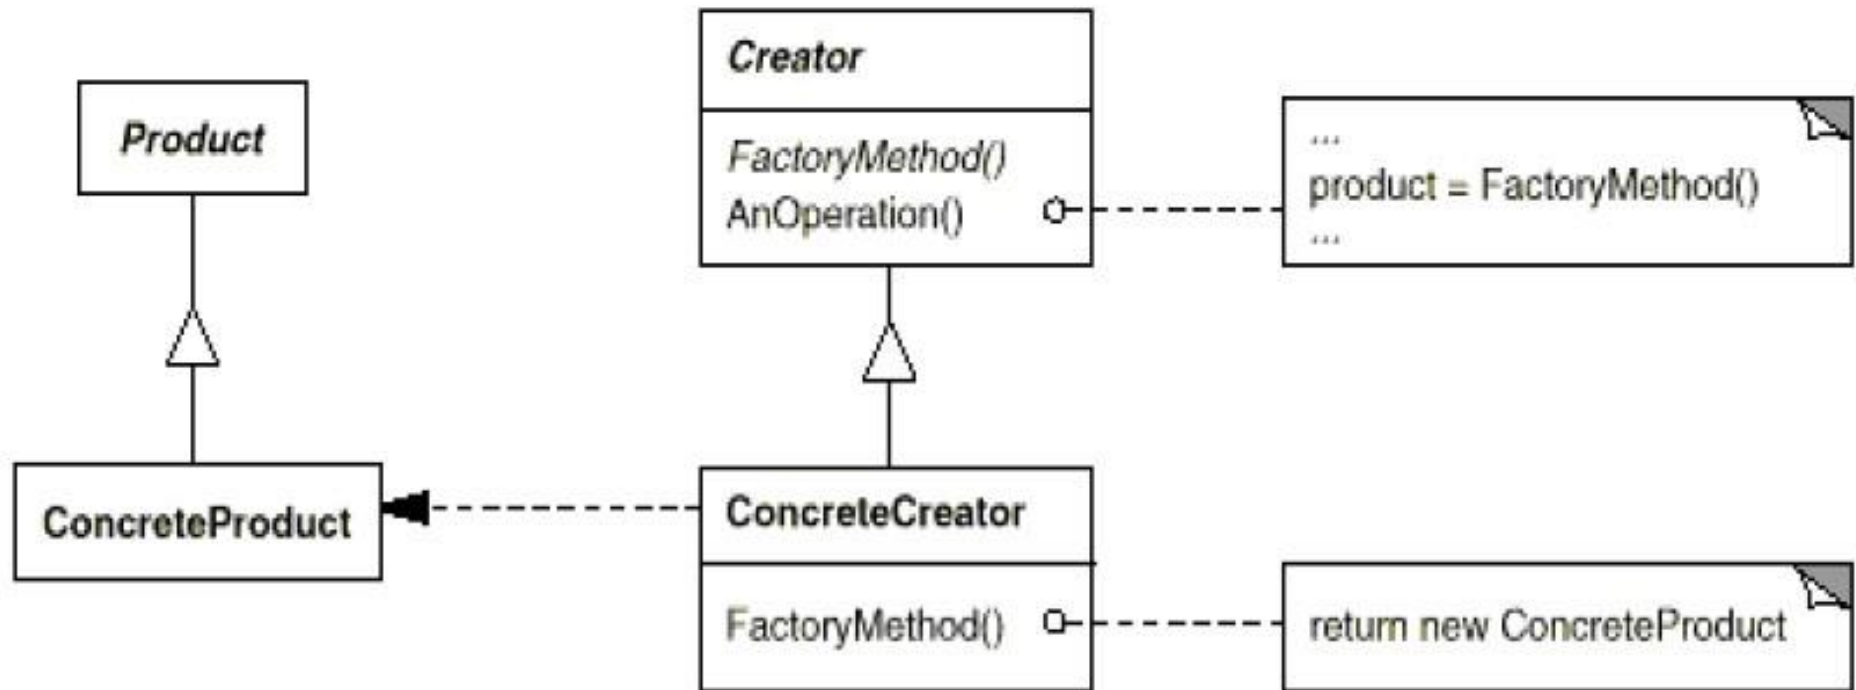 Product
ConcreteProduct
Creator
FactoryMethod()
AnOperation()
...
product = FactoryMethod()
...
ConcreteCreator
FactoryMethod()
return new ConcreteProduct